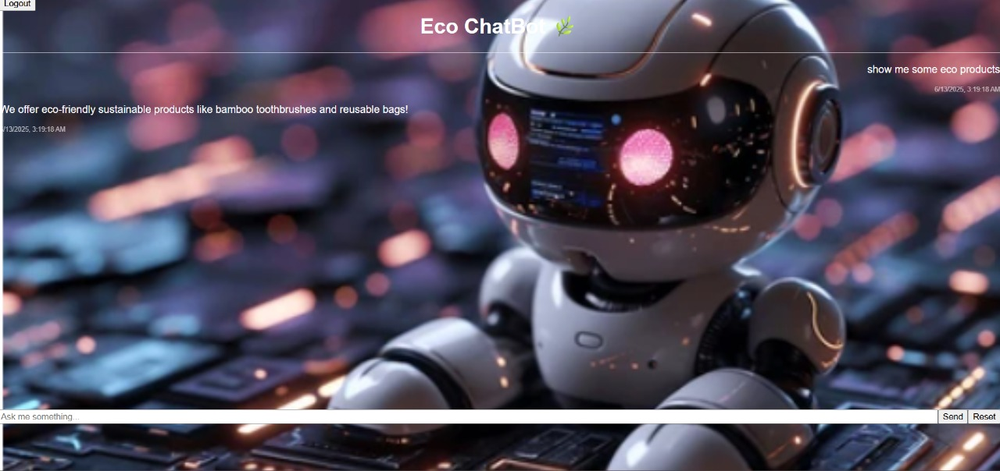 Logout
Eco ChatBot 🌿
show me some eco products
6/13/2025, 3:19:18 AM
We offer eco-friendly sustainable products like bamboo toothbrushes and reusable bags!
/13/2025, 3:19:18 AM
Ask me something...
Send
Reset